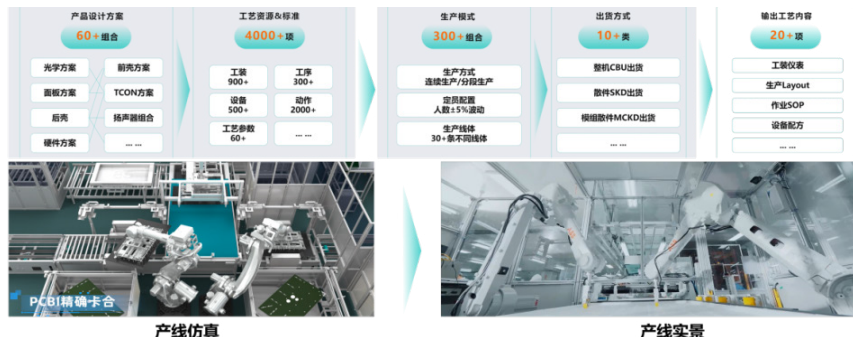 产品设计方案
60+组合
光学方案
前壳方案
面板方案
TCON方案
后壳
扬声器组合
硬件方案
... ...
工艺资源&标准
4000+项
工装
900+
工序
300+
设备
500+
动作
2000+
工艺参数
60+
... ...
生产模式
300+组合
生产方式
连续生产/分段生产
定员配置
人数±5%波动
生产线体
30+条不同线体
出货方式
10+类
整机CBU出货
散件SKD出货
模组散件MCKD出货
... ...
输出工艺内容
20+项
工装仪表
生产Layout
作业SOP
设备配方
... ...
PCB精确卡合
产线仿真
产线实景